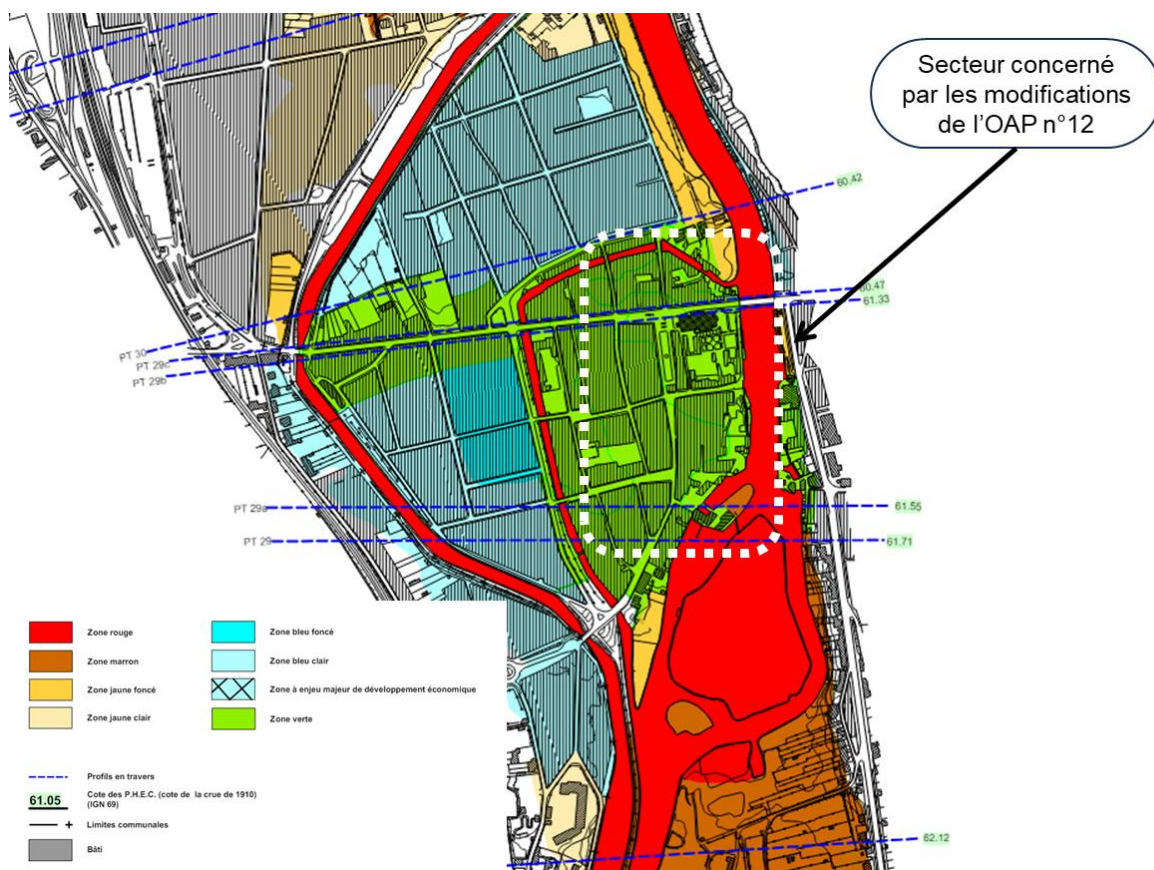 Secteur concerné
par les modifications
de l’OAP n°12
60.42
60.47
61.33
PT 30
PT 29c
PT 29b
PT 29a
61.55
PT 29
61.71
62.12
Zone rouge
Zone marron
Zone jaune foncé
Zone jaune clair
Zone bleu foncé
Zone bleu clair
Zone à enjeu majeur de développement économique
Zone verte
Profils en travers
61.05
Cote des P.H.E.C. (cote de la crue de 1910)
(IGN 69)
Limites communales
Bâti